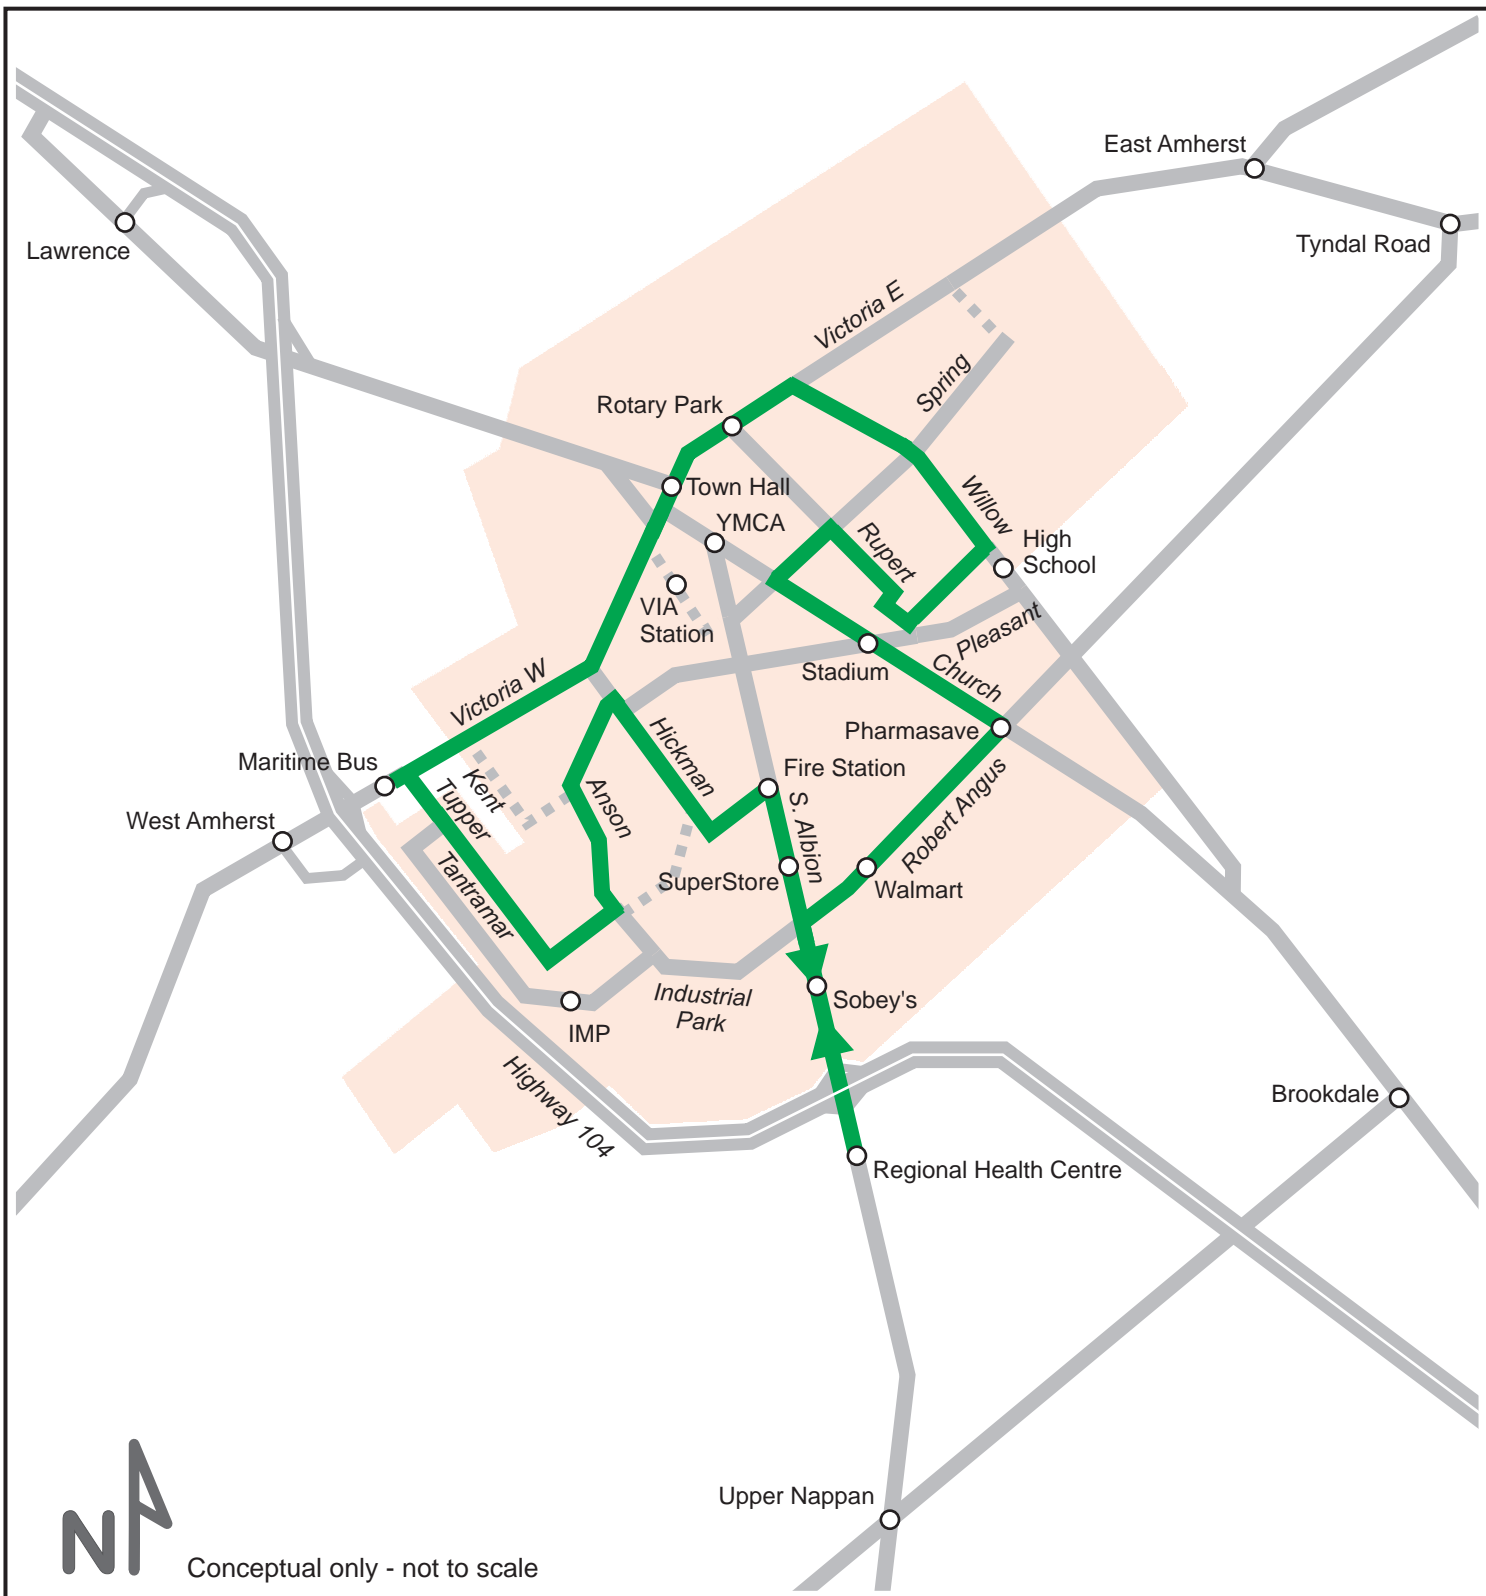 East Amherst
Lawrence
Tyndal Road
Victoria E
Spring
Rotary Park
Town Hall
YMCA
Willow
Rupert
High
School
VIA
Station
Pleasant
Stadium
Church
Victoria W
Pharmasave
Hickman
Maritime Bus
Fire Station
Kent
Tupper
Anson
S. Albion
West Amherst
Robert Angus
SuperStore
Walmart
Tantramar
Industrial
Park
Sobey's
IMP
Highway 104
Brookdale
Regional Health Centre
Upper Nappan
N
Conceptual only - not to scale